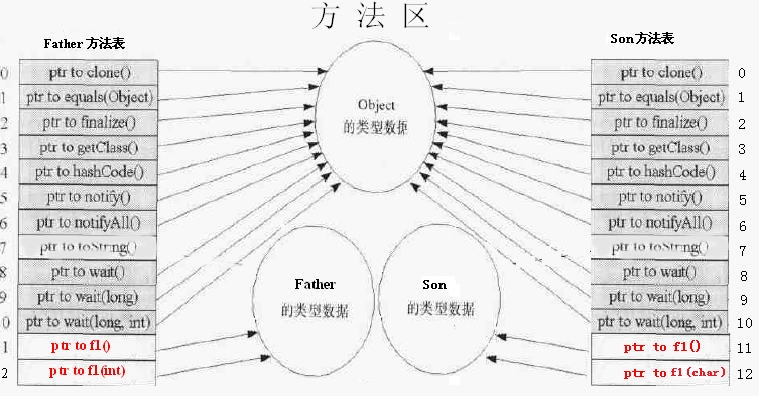 方法区
Father 方法表
Son方法表
0 ptr to clone() ptr to clone() 0
1 ptr to equals(Object) ptr to equals(Object) 1
2 ptr to finalize() ptr to finalize() 2
3 ptr to getClass() ptr to getClass() 3
4 ptr to hashCode() ptr to hashCode() 4
5 ptr to notify() ptr to notify() 5
6 ptr to notifyAll() ptr to notifyAll() 6
7 ptr to toString() ptr to toString() 7
8 ptr to wait() ptr to wait() 8
9 ptr to wait(long) ptr to wait(long) 9
0 ptr to wait(long, int) ptr to wait(long, int) 10
1 ptr to f1() ptr to f1() 11
2 ptr to f1(int) ptr to f1(char) 12
Object
的类型数据
Father
的类型数据
Son
的类型数据